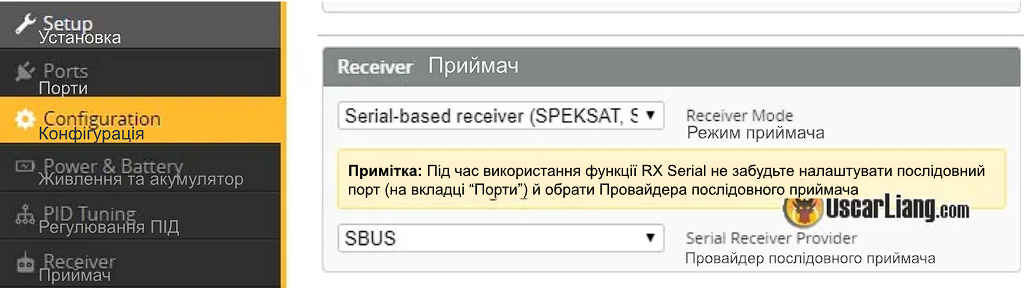 Setup
Установка
Ports
Порти
Configuration
Конфігурація
Power & Battery
Живлення та акумулятор
PID Tuning
Регулювання ПІД
Receiver
Приймач
Receiver Приймач
Serial-based receiver (SPEKSAT, S
Receiver Mode
Режим приймача
Примітка: Під час використання функції RX Serial не забудьте налаштувати послідовний
порт (на вкладці “Порти”) й обрати Провайдера послідовного приймача
UscarLiang.com
SBUS
Serial Receiver Provider
Провайдер послідовного приймача